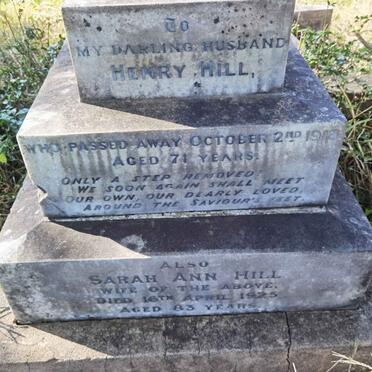 To
MY DARLING HUSBAND
HENRY HILL,
WHO PASSED AWAY OCTOBER 2ND
AGED 71 YEARS.
ONLY A STEP REMOVED
WE SOON AGAIN SHALL MEET
OUR OWN, OUR DEARLY LOVED,
AROUND THE SAVIOUR'S FEET
ALSO
SARAH ANN HILL
WIFE OF THE ABOVE,
DIED 16TH APRIL 1925
AGED 83 YEARS